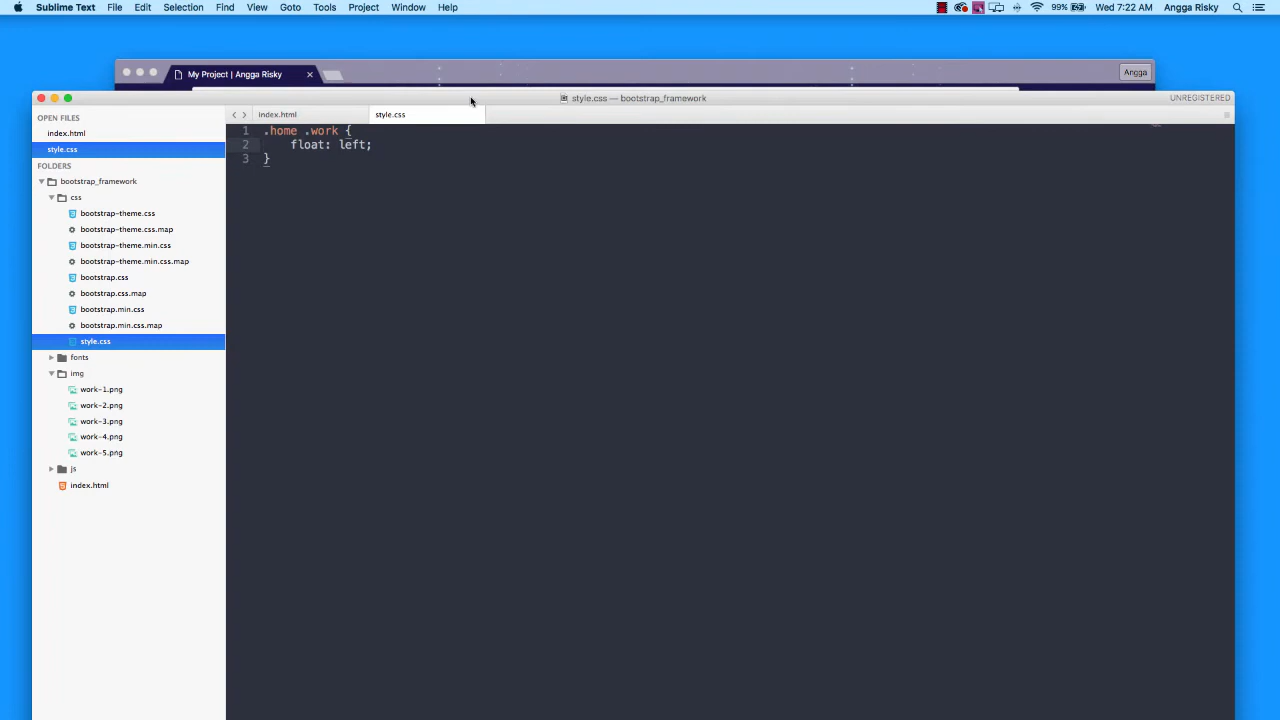 Sublime Text File Edit Selection Find View Goto Tools Project Window Help 99% Wed 7:22 AM Angga Risky
My Project | Angga Risky Angga
style.css — bootstrap_framework UNREGISTERED
OPEN FILES
index.html
style.css
FOLDERS
bootstrap_framework
css
bootstrap-theme.css
bootstrap-theme.css.map
bootstrap-theme.min.css
bootstrap-theme.min.css.map
bootstrap.css
bootstrap.css.map
bootstrap.min.css
bootstrap.min.css.map
style.css
fonts
img
work-1.png
work-2.png
work-3.png
work-4.png
work-5.png
js
index.html
index.html style.css
1 .home .work {
2 float: left;
3 }